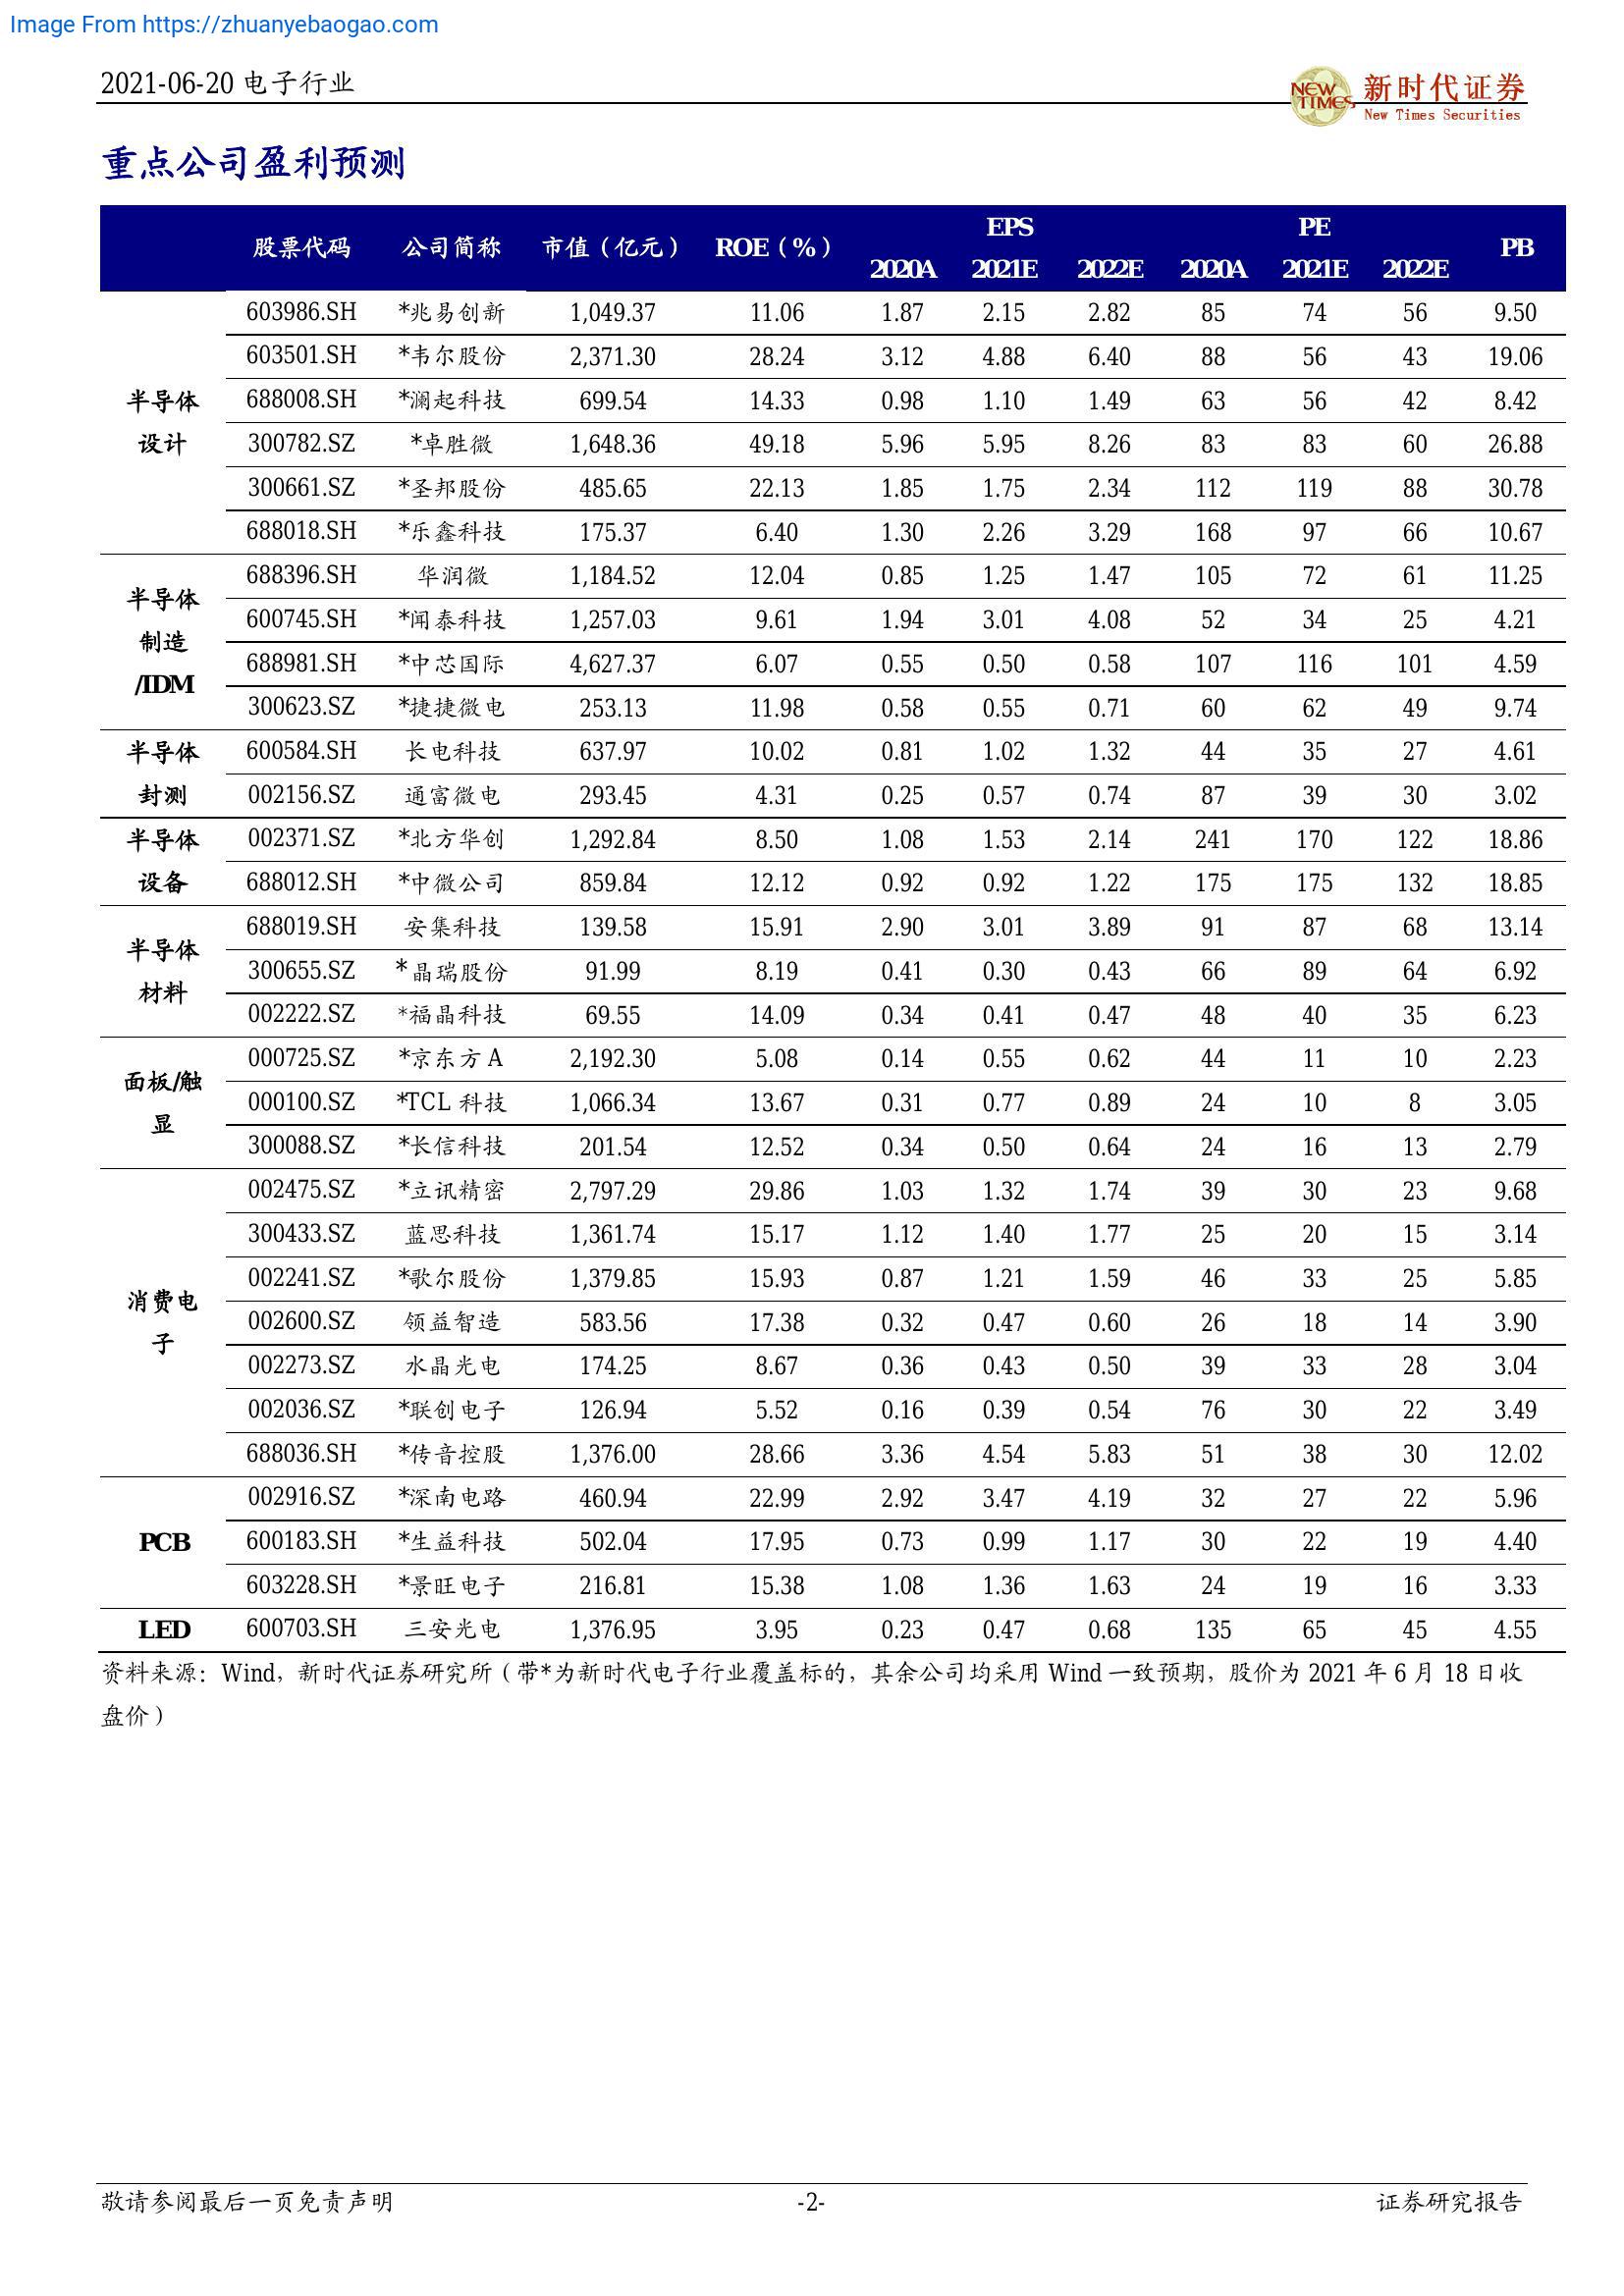 Image From https://zhuanyebaogao.com
2021-06-20 电子行业
NEW TIMES 新时代证券
New Times Securities
重点公司盈利预测
股票代码 公司简称 市值（亿元） ROE（%） EPS PE PB
2020A 2021E 2022E 2020A 2021E 2022E
半导体设计
603986.SH *兆易创新 1,049.37 11.06 1.87 2.15 2.82 85 74 56 9.50
603501.SH *韦尔股份 2,371.30 28.24 3.12 4.88 6.40 88 56 43 19.06
688008.SH *澜起科技 699.54 14.33 0.98 1.10 1.49 63 56 42 8.42
300782.SZ *卓胜微 1,648.36 49.18 5.96 5.95 8.26 83 83 60 26.88
300661.SZ *圣邦股份 485.65 22.13 1.85 1.75 2.34 112 119 88 30.78
688018.SH *乐鑫科技 175.37 6.40 1.30 2.26 3.29 168 97 66 10.67
半导体制造/IDM
688396.SH 华润微 1,184.52 12.04 0.85 1.25 1.47 105 72 61 11.25
600745.SH *闻泰科技 1,257.03 9.61 1.94 3.01 4.08 52 34 25 4.21
688981.SH *中芯国际 4,627.37 6.07 0.55 0.50 0.58 107 116 101 4.59
300623.SZ *捷捷微电 253.13 11.98 0.58 0.55 0.71 60 62 49 9.74
半导体封测
600584.SH 长电科技 637.97 10.02 0.81 1.02 1.32 44 35 27 4.61
002156.SZ 通富微电 293.45 4.31 0.25 0.57 0.74 87 39 30 3.02
半导体设备
002371.SZ *北方华创 1,292.84 8.50 1.08 1.53 2.14 241 170 122 18.86
688012.SH *中微公司 859.84 12.12 0.92 0.92 1.22 175 175 132 18.85
半导体材料
688019.SH 安集科技 139.58 15.91 2.90 3.01 3.89 91 87 68 13.14
300655.SZ *晶瑞股份 91.99 8.19 0.41 0.30 0.43 66 89 64 6.92
002222.SZ *福晶科技 69.55 14.09 0.34 0.41 0.47 48 40 35 6.23
面板/触显
000725.SZ *京东方 A 2,192.30 5.08 0.14 0.55 0.62 44 11 10 2.23
000100.SZ *TCL 科技 1,066.34 13.67 0.31 0.77 0.89 24 10 8 3.05
300088.SZ *长信科技 201.54 12.52 0.34 0.50 0.64 24 16 13 2.79
消费电子
002475.SZ *立讯精密 2,797.29 29.86 1.03 1.32 1.74 39 30 23 9.68
300433.SZ 蓝思科技 1,361.74 15.17 1.12 1.40 1.77 25 20 15 3.14
002241.SZ *歌尔股份 1,379.85 15.93 0.87 1.21 1.59 46 33 25 5.85
002600.SZ 领益智造 583.56 17.38 0.32 0.47 0.60 26 18 14 3.90
002273.SZ 水晶光电 174.25 8.67 0.36 0.43 0.50 39 33 28 3.04
002036.SZ *联创电子 126.94 5.52 0.16 0.39 0.54 76 30 22 3.49
688036.SH *传音控股 1,376.00 28.66 3.36 4.54 5.83 51 38 30 12.02
PCB
002916.SZ *深南电路 460.94 22.99 2.92 3.47 4.19 32 27 22 5.96
600183.SH *生益科技 502.04 17.95 0.73 0.99 1.17 30 22 19 4.40
603228.SH *景旺电子 216.81 15.38 1.08 1.36 1.63 24 19 16 3.33
LED 600703.SH 三安光电 1,376.95 3.95 0.23 0.47 0.68 135 65 45 4.55
资料来源：Wind，新时代证券研究所（带*为新时代电子行业覆盖标的，其余公司均采用 Wind 一致预期，股价为 2021 年 6 月 18 日收
盘价）
敬请参阅最后一页免责声明 -2- 证券研究报告